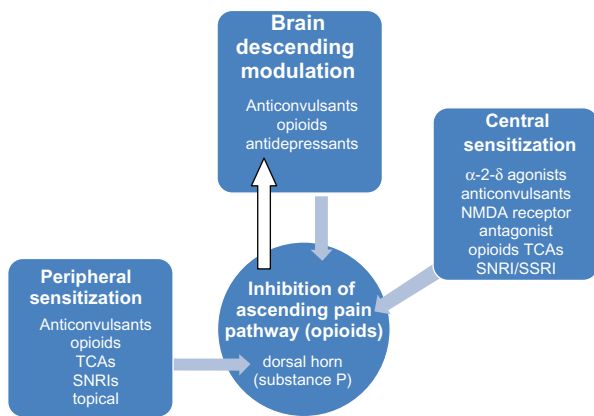 Brain
descending
modulation
Anticonvulsants
opioids
antidepressants
Central
sensitization
α-2-δ agonists
anticonvulsants
NMDA receptor
antagonist
opioids TCAs
SNRI/SSRI
Peripheral
sensitization
Anticonvulsants
opioids
TCAs
SNRIs
topical
Inhibition of
ascending pain
pathway (opioids)
dorsal horn
(substance P)